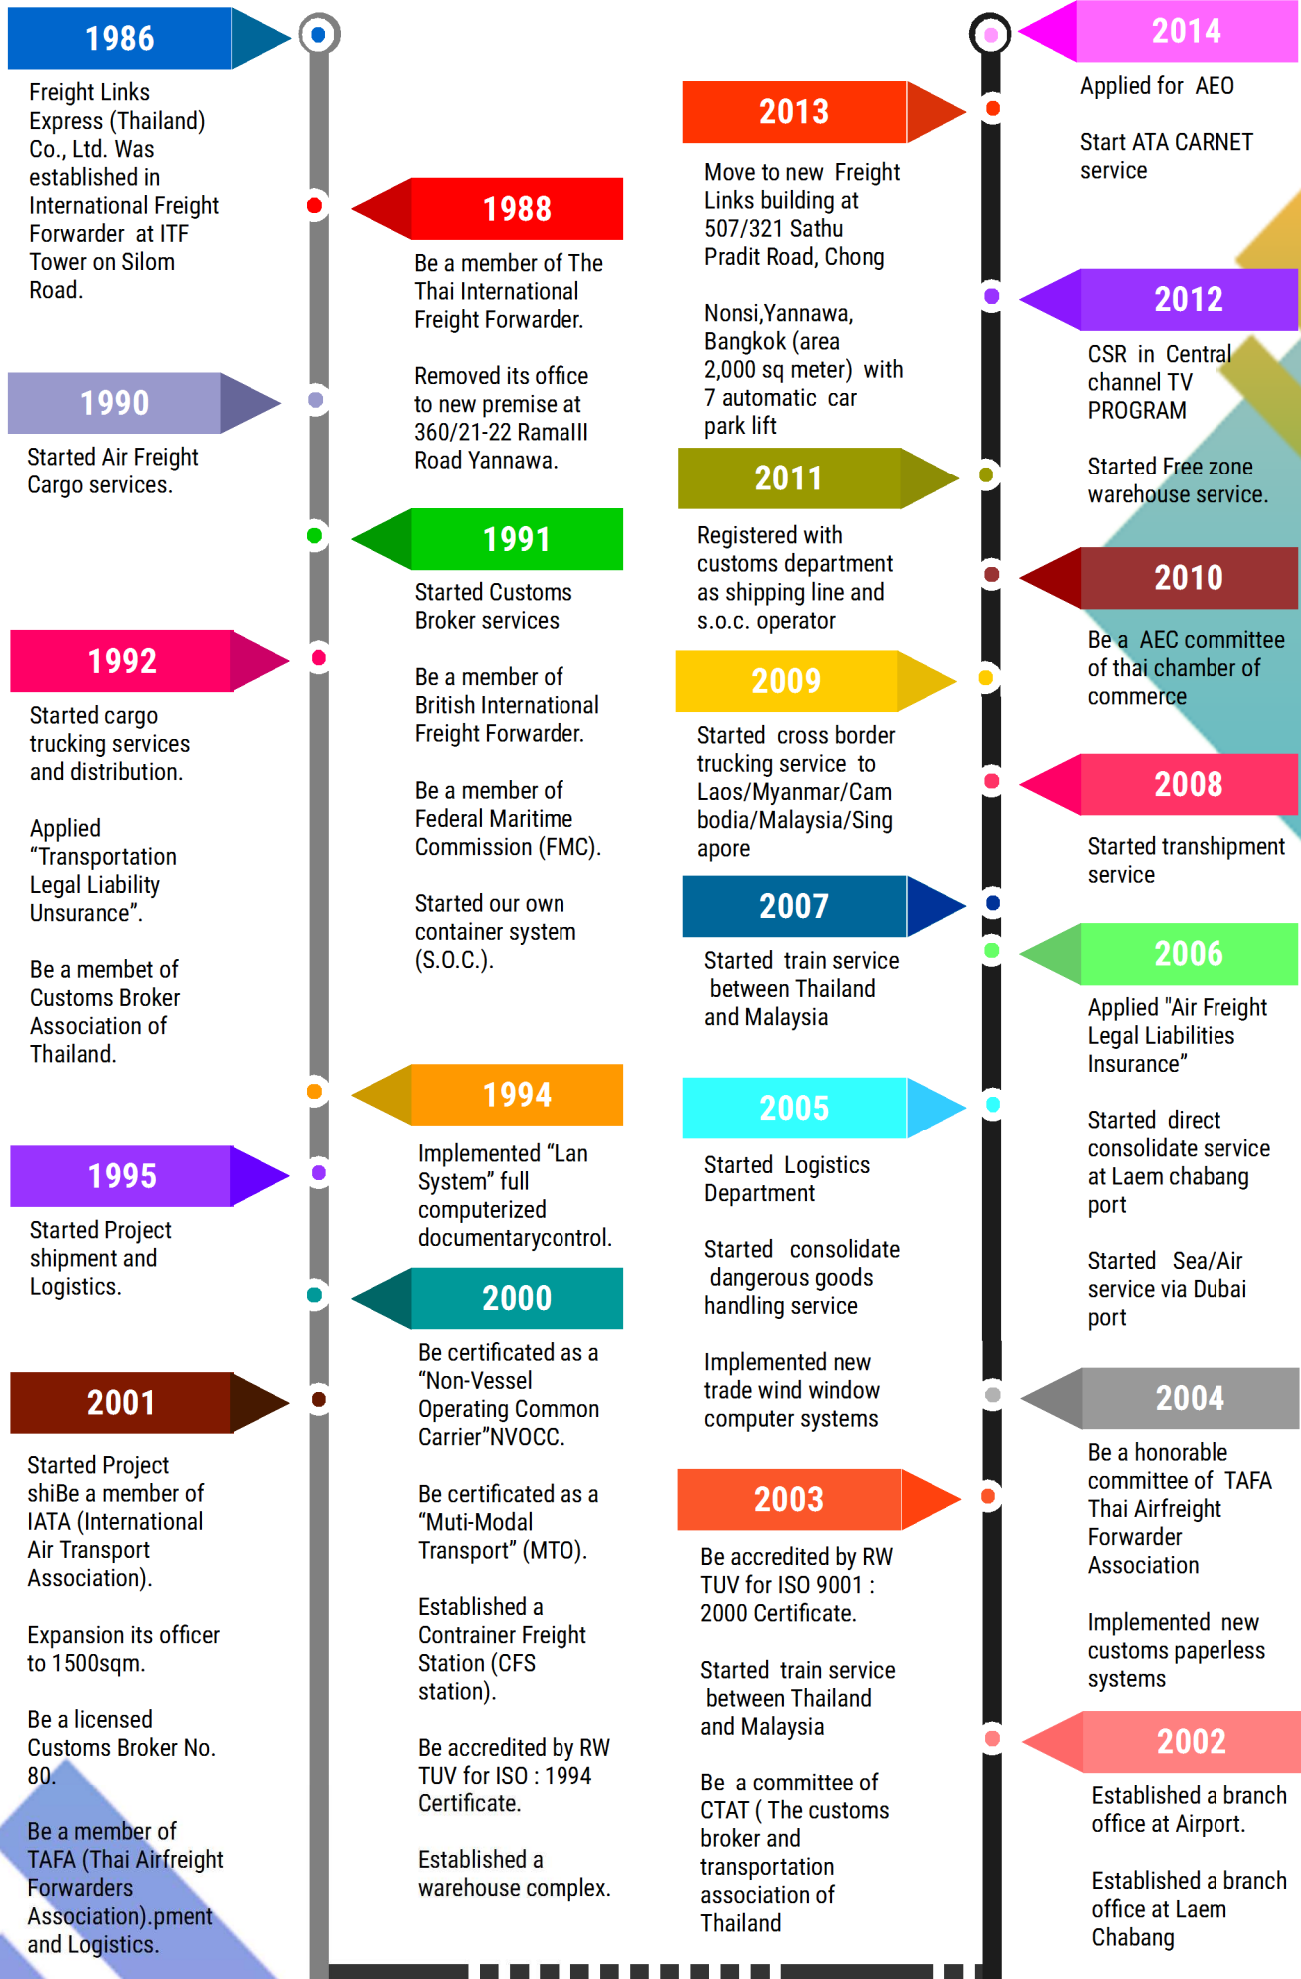 1986
Freight Links
Express (Thailand)
Co., Ltd. Was
established in
International Freight
Forwarder at ITF
Tower on Silom
Road.
1988
Be a member of The
Thai International
Freight Forwarder.
Removed its office
to new premise at
360/21-22 RamaIII
Road Yannawa.
1990
Started Air Freight
Cargo services.
1991
Started Customs
Broker services
Be a member of
British International
Freight Forwarder.
Be a member of
Federal Maritime
Commission (FMC).
Started our own
container system
(S.O.C.).
1992
Started cargo
trucking services
and distribution.
Applied
“Transportation
Legal Liability
Unsurance”.
Be a membet of
Customs Broker
Association of
Thailand.
1994
Implemented “Lan
System” full
computerized
documentarycontrol.
1995
Started Project
shipment and
Logistics.
2000
Be certificated as a
“Non-Vessel
Operating Common
Carrier”NVOCC.
Be certificated as a
“Muti-Modal
Transport” (MTO).
Established a
Contrainer Freight
Station (CFS
station).
Be accredited by RW
TUV for ISO : 1994
Certificate.
Established a
warehouse complex.
2001
Started Project
shiBe a member of
IATA (International
Air Transport
Association).
Expansion its officer
to 1500sqm.
Be a licensed
Customs Broker No.
80.
Be a member of
TAFA (Thai Airfreight
Forwarders
Association).pment
and Logistics.
2014
Applied for AEO
Start ATA CARNET
service
2013
Move to new Freight
Links building at
507/321 Sathu
Pradit Road, Chong
Nonsi,Yannawa,
Bangkok (area
2,000 sq meter) with
7 automatic car
park lift
2012
CSR in Central
channel TV
PROGRAM
Started Free zone
warehouse service.
2011
Registered with
customs department
as shipping line and
s.o.c. operator
2010
Be a AEC committee
of thai chamber of
commerce
2009
Started cross border
trucking service to
Laos/Myanmar/Cam
bodia/Malaysia/Sing
apore
2008
Started transhipment
service
2007
Started train service
between Thailand
and Malaysia
2006
Applied "Air Freight
Legal Liabilities
Insurance”
Started direct
consolidate service
at Laem chabang
port
Started Sea/Air
service via Dubai
port
2005
Started Logistics
Department
Started consolidate
dangerous goods
handling service
Implemented new
trade wind window
computer systems
2004
Be a honorable
committee of TAFA
Thai Airfreight
Forwarder
Association
Implemented new
customs paperless
systems
2003
Be accredited by RW
TUV for ISO 9001 :
2000 Certificate.
Started train service
between Thailand
and Malaysia
Be a committee of
CTAT ( The customs
broker and
transportation
association of
Thailand
2002
Established a branch
office at Airport.
Established a branch
office at Laem
Chabang